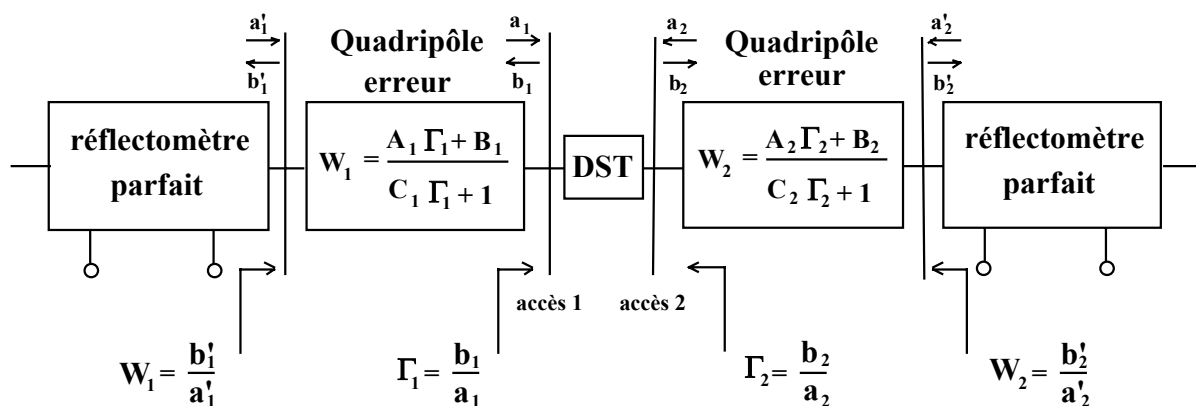 a'₁ a₁ a₂ a'₂
b'₁ b₁ b₂ b'₂
Quadripôle
erreur
Quadripôle
erreur
réflectomètre
parfait
W₁ = (A₁ Γ₁ + B₁) / (C₁ Γ₁ + 1)
DST
W₂ = (A₂ Γ₂ + B₂) / (C₂ Γ₂ + 1)
réflectomètre
parfait
accès 1
accès 2
W₁ = b'₁ / a'₁
Γ₁ = b₁ / a₁
Γ₂ = b₂ / a₂
W₂ = b'₂ / a'₂